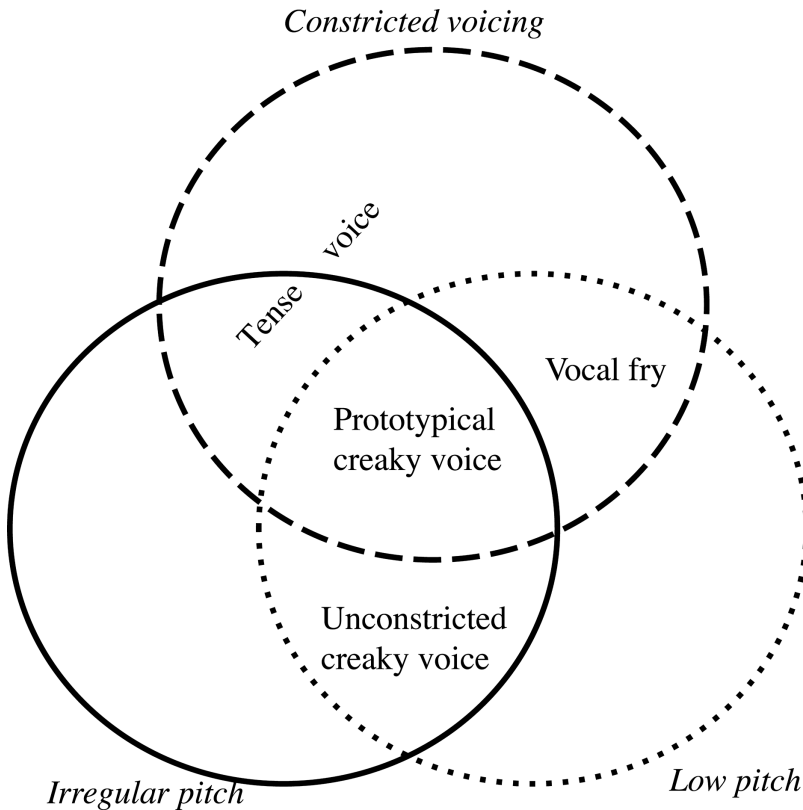 Constricted voicing
Tense voice
Vocal fry
Prototypical
creaky voice
Unconstricted
creaky voice
Irregular pitch
Low pitch